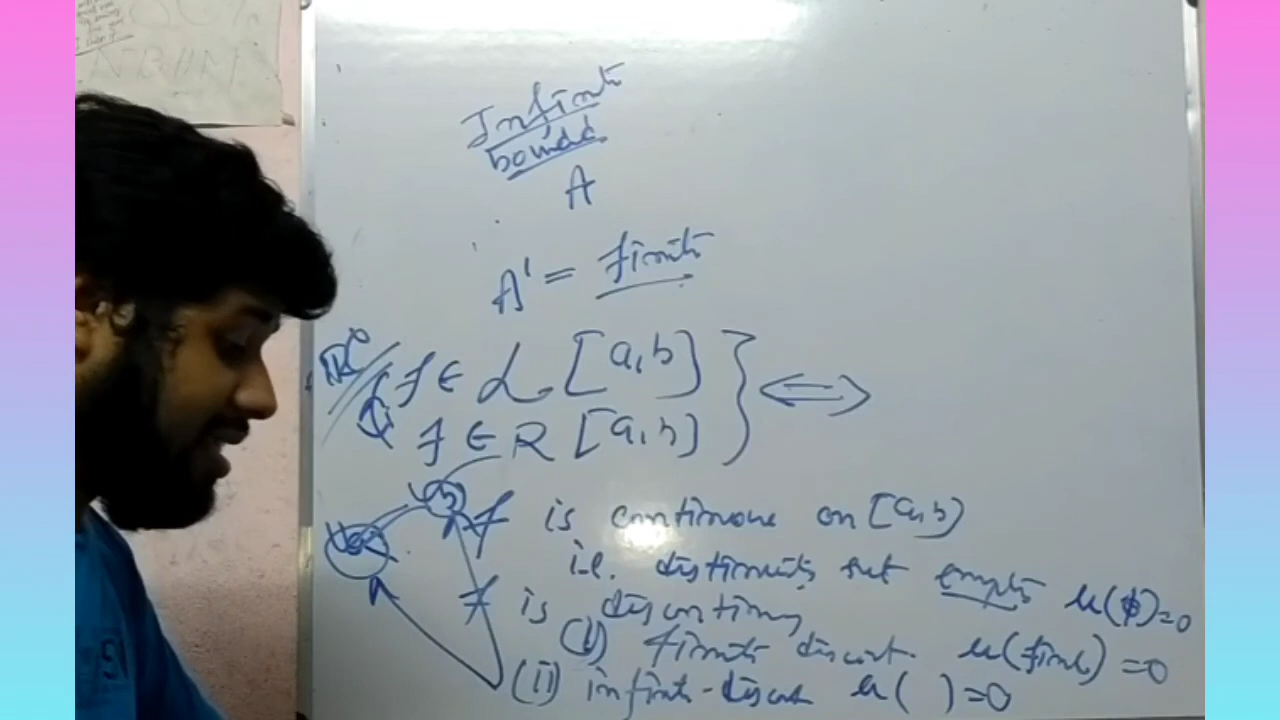 Infinite
bounded
A
A' = finite
f ∈ L [a,b]
f ∈ R [a,b] } ⟺
f is continuous on [a,b]
i.e. discontinuity set empty μ(ϕ)=0
f is discontinuous
(i) finite discont. μ(finite) = 0
(ii) infinite-discont μ( )=0